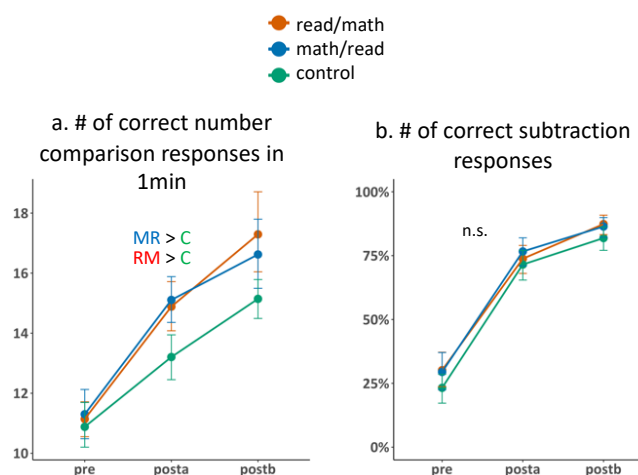 read/math
math/read
control
a. # of correct number
comparison responses in
1min
18
16
14
12
10
MR > C
RM > C
pre
posta
postb
b. # of correct subtraction
responses
100%
75%
50%
25%
0%
n.s.
pre
posta
postb